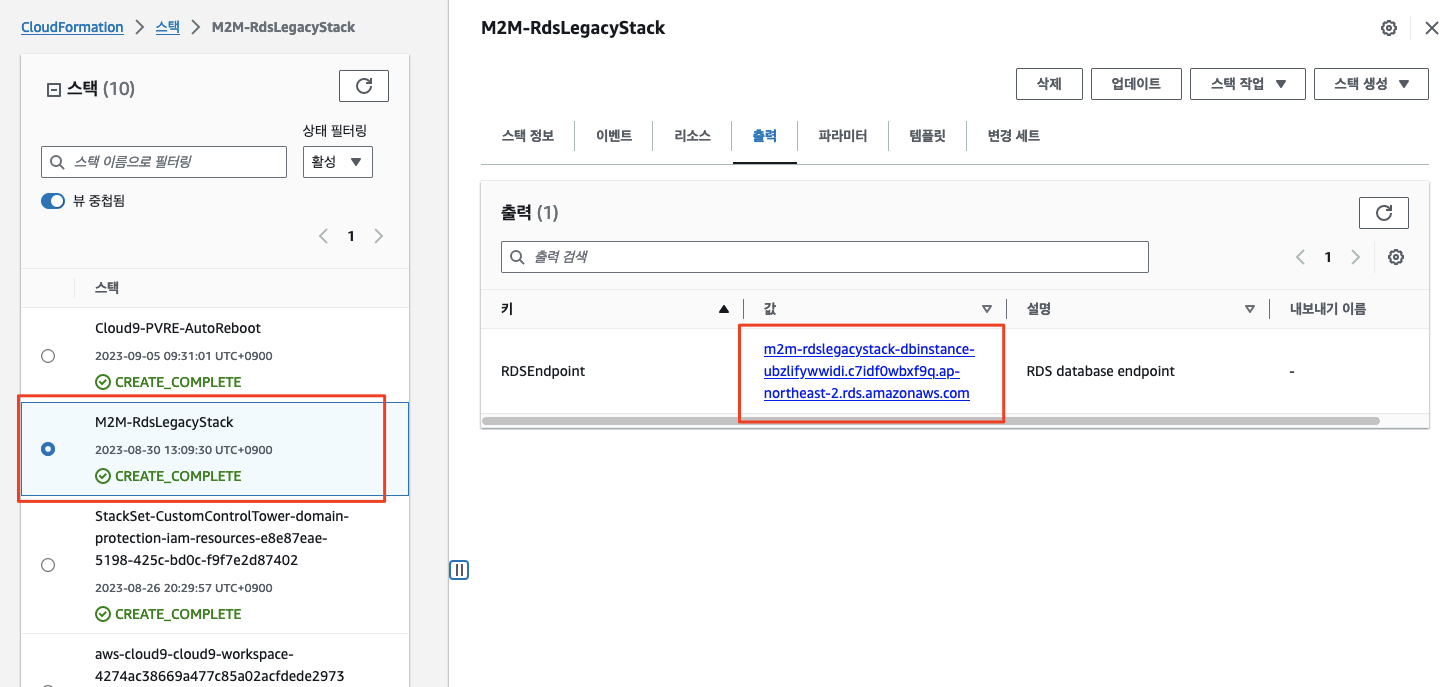 CloudFormation > 스택 > M2M-RdsLegacyStack
스택 (10)
상태 필터링
스택 이름으로 필터링
활성
뷰 중첩됨
1
스택
Cloud9-PVRE-AutoReboot
2023-09-05 09:31:01 UTC+0900
CREATE_COMPLETE
M2M-RdsLegacyStack
2023-08-30 13:09:30 UTC+0900
CREATE_COMPLETE
StackSet-CustomControlTower-domain-
protection-iam-resources-e8e87eae-
5198-425c-bd0c-f9f7e2d87402
2023-08-26 20:29:57 UTC+0900
CREATE_COMPLETE
aws-cloud9-cloud9-workspace-
4274ac38669a477c85a02acfdede2973
M2M-RdsLegacyStack
삭제 업데이트 스택 작업 스택 생성
스택 정보 이벤트 리소스 출력 파라미터 템플릿 변경 세트
출력 (1)
출력 검색
1
키 값 설명 내보내기 이름
RDSEndpoint
m2m-rdslegacystack-dbinstance-
ubzlifywwidi.c7idf0wbxf9q.ap-
northeast-2.rds.amazonaws.com
RDS database endpoint
-